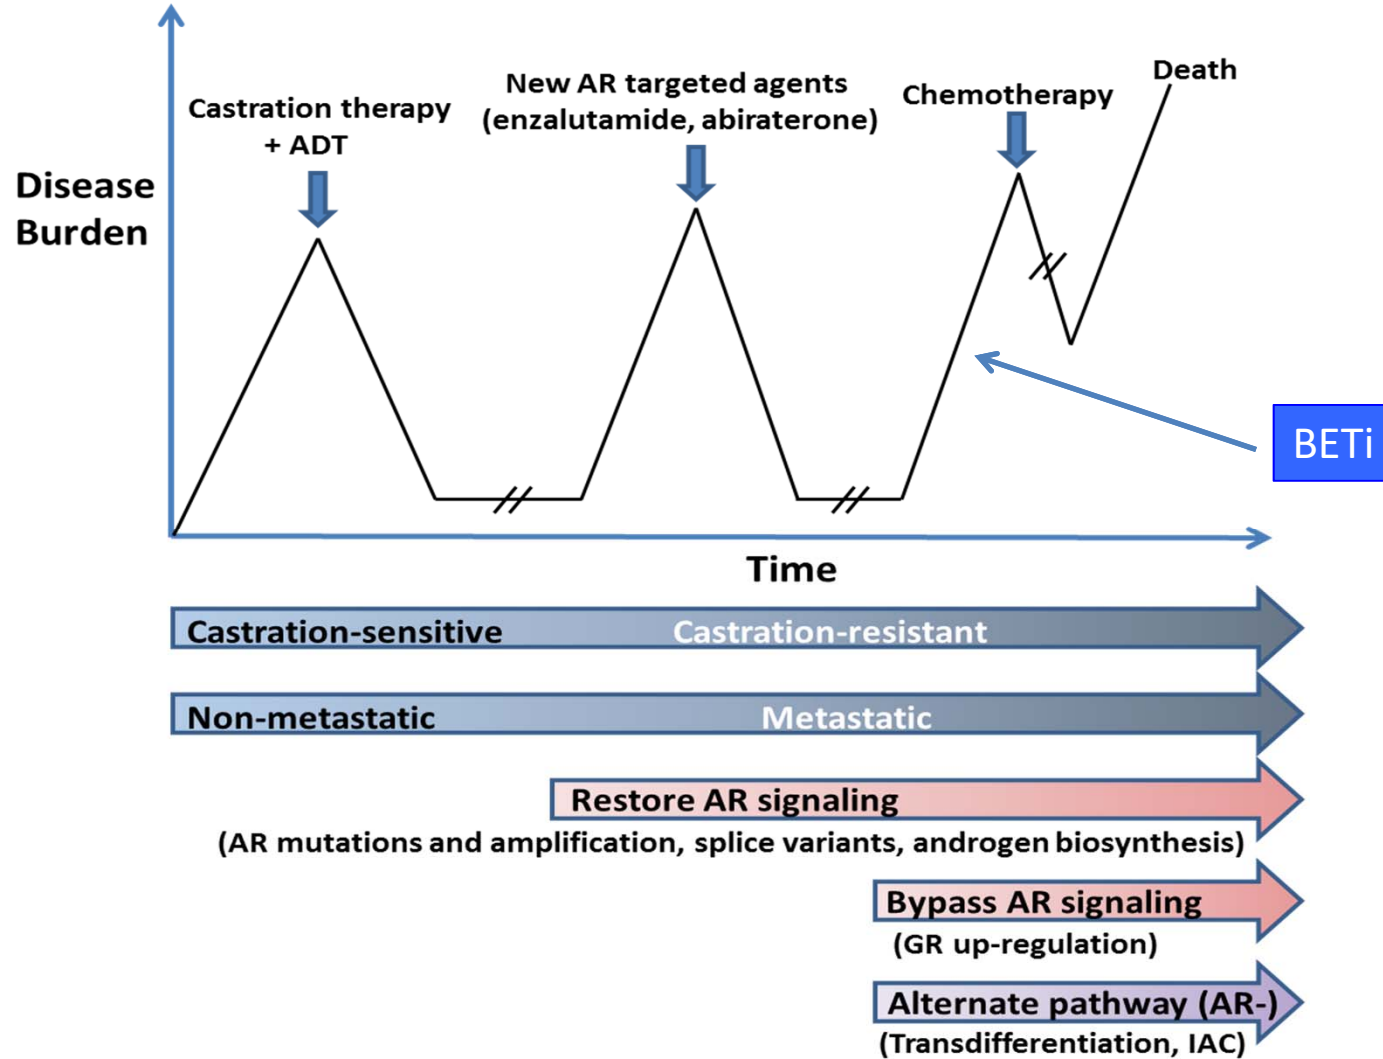 Death
New AR targeted agents
(enzalutamide, abiraterone)
Chemotherapy
Castration therapy
+ ADT
Disease
Burden
BETi
Time
Castration-sensitive
Castration-resistant
Non-metastatic
Metastatic
Restore AR signaling
(AR mutations and amplification, splice variants, androgen biosynthesis)
Bypass AR signaling
(GR up-regulation)
Alternate pathway (AR-)
(Transdifferentiation, IAC)